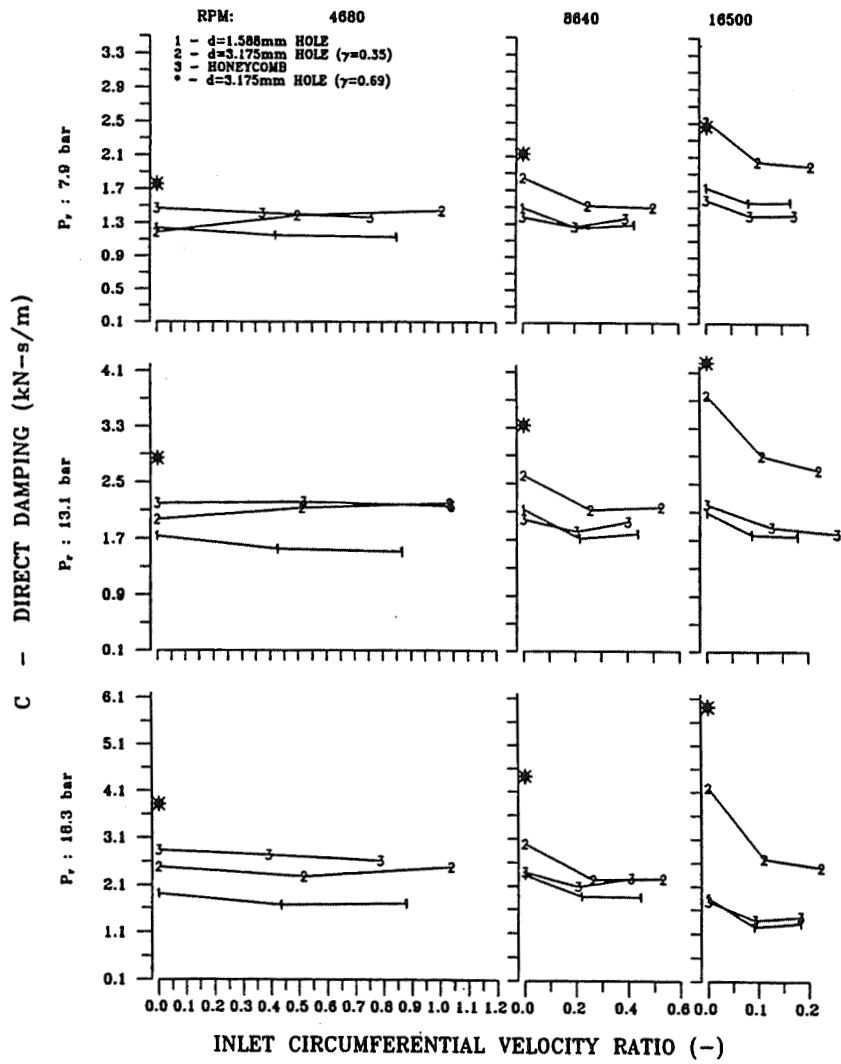 RPM: 4680 8640 16500
1 - d=1.588mm HOLE
2 - d=3.175mm HOLE (γ=0.35)
3 - HONEYCOMB
* - d=3.175mm HOLE (γ=0.69)
3.3
2.9
2.5
2.1
1.7
1.3
0.9
0.5
0.1
Pᵣ : 7.9 bar
4.1
3.3
2.5
1.7
0.9
0.1
Pᵣ : 13.1 bar
6.1
5.1
4.1
3.1
2.1
1.1
0.1
Pᵣ : 18.3 bar
C - DIRECT DAMPING (kN-s/m)
0.0 0.1 0.2 0.3 0.4 0.5 0.6 0.7 0.8 0.9 1.0 1.1 1.2
0.0 0.2 0.4 0.6
0.0 0.2
INLET CIRCUMFERENTIAL VELOCITY RATIO (-)